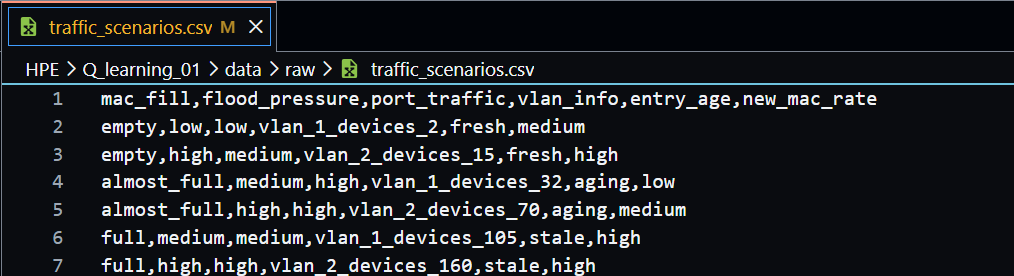 traffic_scenarios.csv M
HPE > Q_learning_01 > data > raw > traffic_scenarios.csv
1 mac_fill,flood_pressure,port_traffic,vlan_info,entry_age,new_mac_rate
2 empty,low,low,vlan_1_devices_2,fresh,medium
3 empty,high,medium,vlan_2_devices_15,fresh,high
4 almost_full,medium,high,vlan_1_devices_32,aging,low
5 almost_full,high,high,vlan_2_devices_70,aging,medium
6 full,medium,medium,vlan_1_devices_105,stale,high
7 full,high,high,vlan_2_devices_160,stale,high